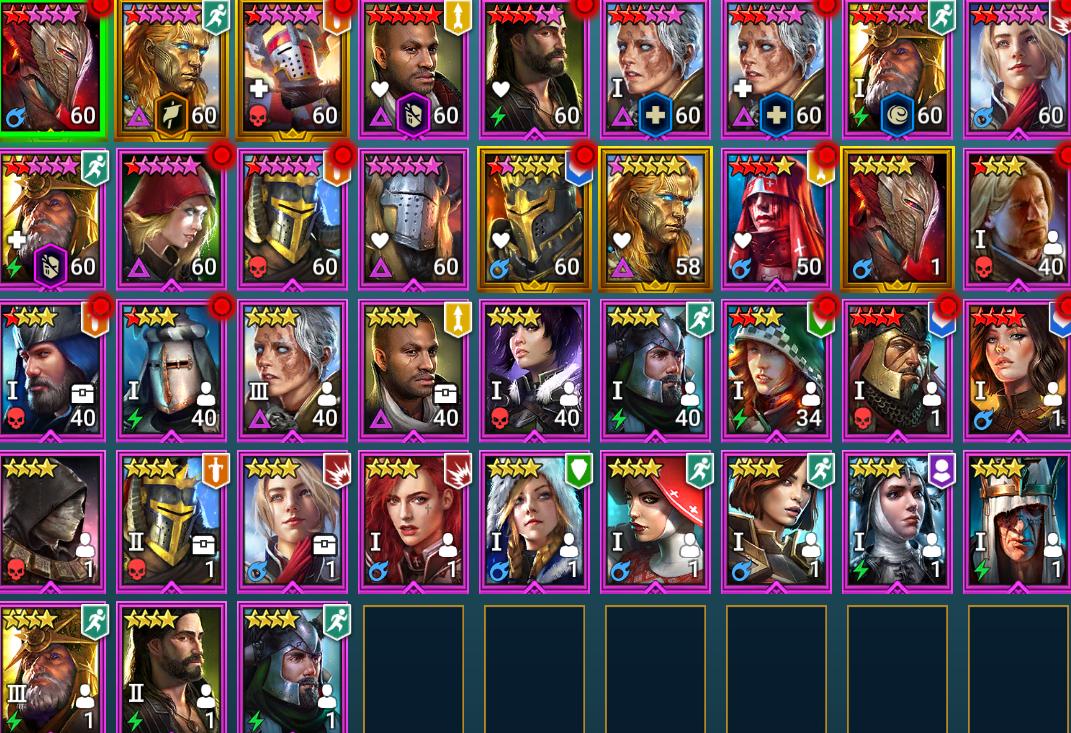 60 60 60 60 60 I 60 60 I 60 60
60 60 60 60 60 58 50 1 I 40
I 40 I 40 III 40 40 I 40 I 40 I 34 I 1 I 1
1 II 1 1 I 1 I 1 I 1 I 1 I 1 I 1
III 1 II 1 I 1